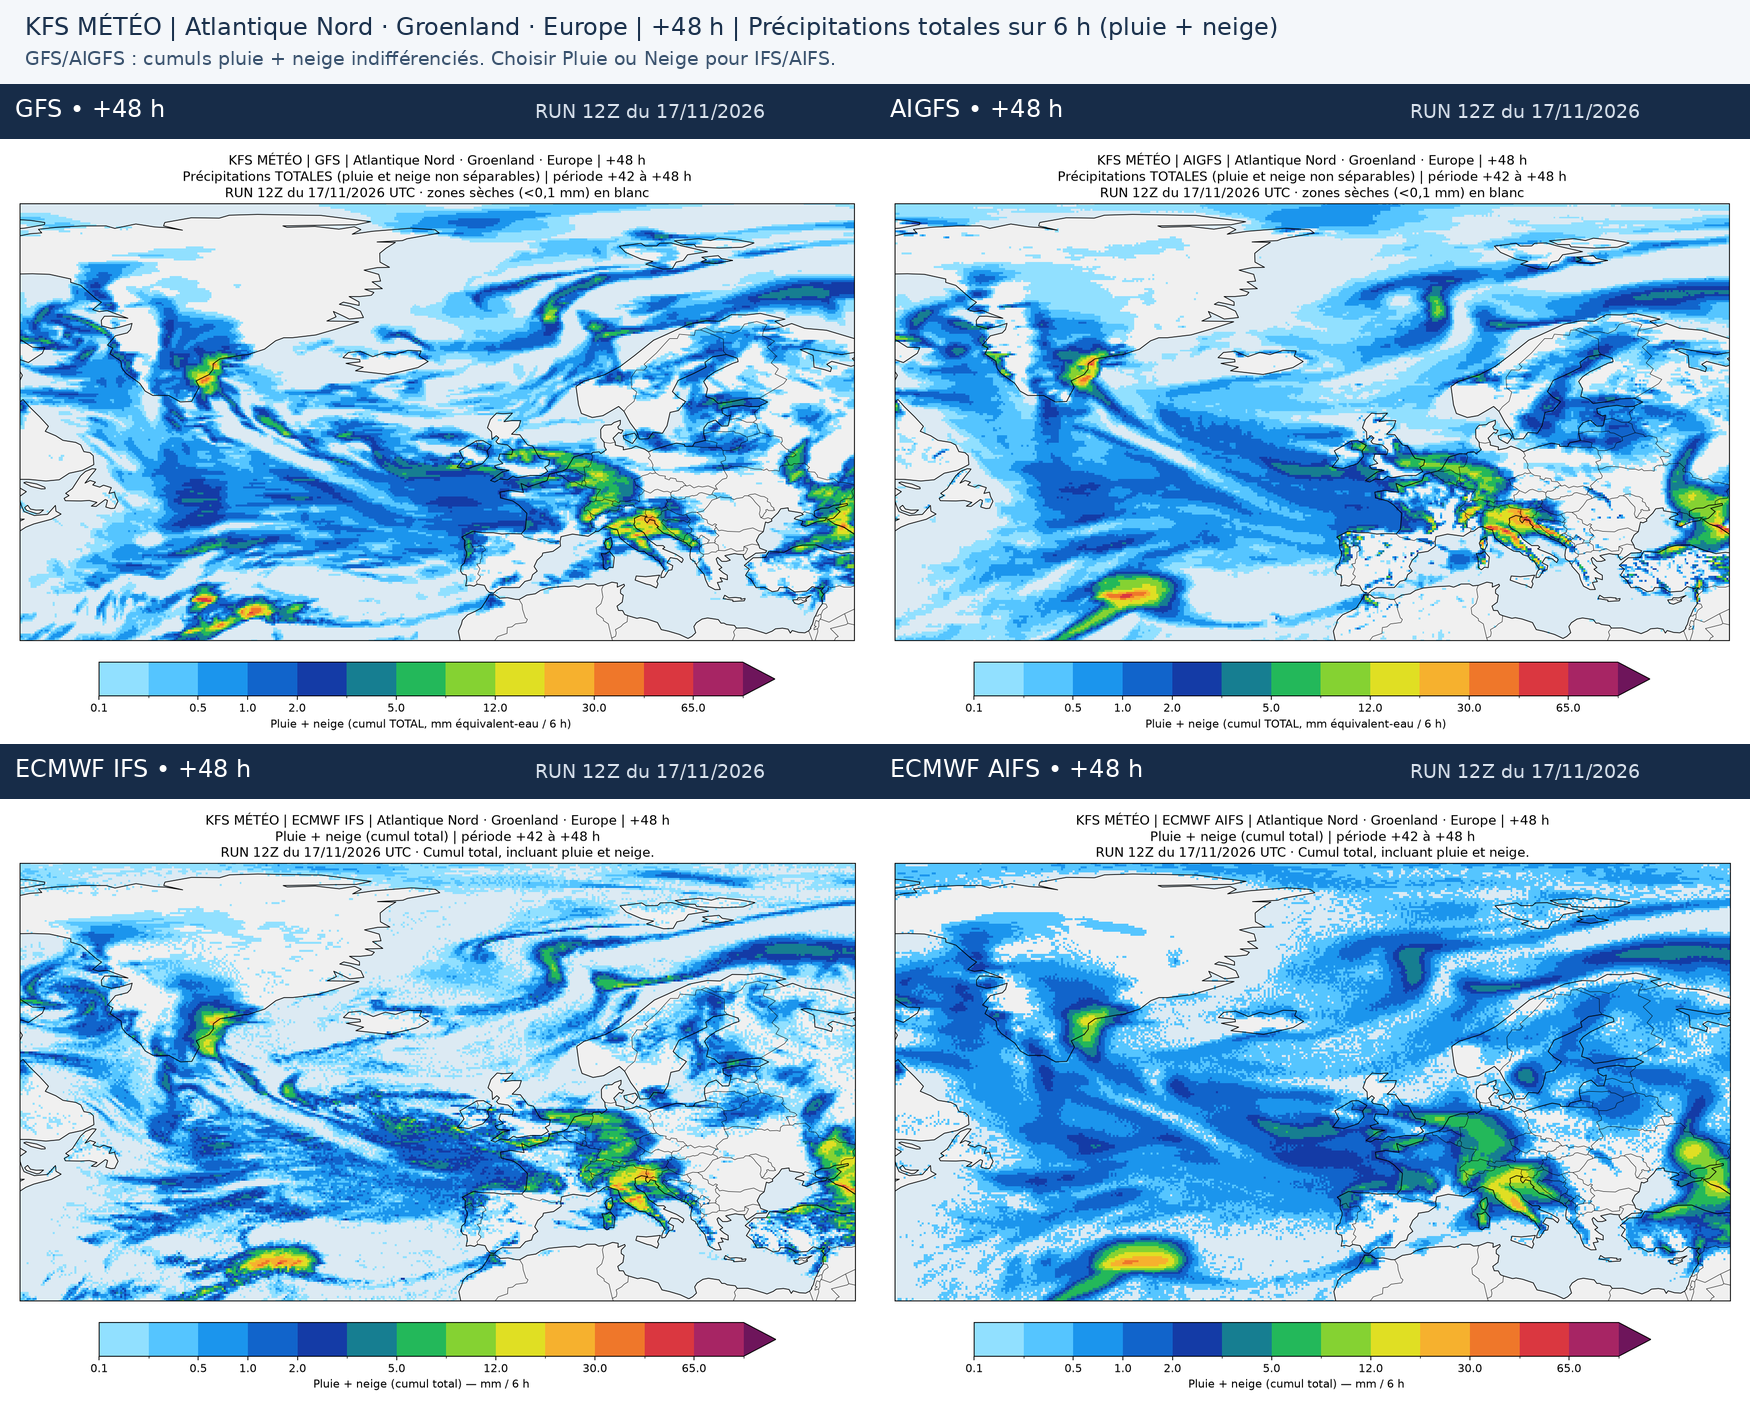 KFS MÉTÉO | Atlantique Nord · Groenland · Europe | +48 h | Précipitations totales sur 6 h (pluie + neige)
GFS/AIGFS : cumuls pluie + neige indifférenciés. Choisir Pluie ou Neige pour IFS/AIFS.
GFS • +48 h RUN 12Z du 17/11/2026
KFS MÉTÉO | GFS | Atlantique Nord · Groenland · Europe | +48 h
Précipitations TOTALES (pluie et neige non séparables) | période +42 à +48 h
RUN 12Z du 17/11/2026 UTC · zones sèches (<0,1 mm) en blanc
0.1 0.5 1.0 2.0 5.0 12.0 30.0 65.0
Pluie + neige (cumul TOTAL, mm équivalent-eau / 6 h)
AIGFS • +48 h RUN 12Z du 17/11/2026
KFS MÉTÉO | AIGFS | Atlantique Nord · Groenland · Europe | +48 h
Précipitations TOTALES (pluie et neige non séparables) | période +42 à +48 h
RUN 12Z du 17/11/2026 UTC · zones sèches (<0,1 mm) en blanc
0.1 0.5 1.0 2.0 5.0 12.0 30.0 65.0
Pluie + neige (cumul TOTAL, mm équivalent-eau / 6 h)
ECMWF IFS • +48 h RUN 12Z du 17/11/2026
KFS MÉTÉO | ECMWF IFS | Atlantique Nord · Groenland · Europe | +48 h
Pluie + neige (cumul total) | période +42 à +48 h
RUN 12Z du 17/11/2026 UTC · Cumul total, incluant pluie et neige.
0.1 0.5 1.0 2.0 5.0 12.0 30.0 65.0
Pluie + neige (cumul total) — mm / 6 h
ECMWF AIFS • +48 h RUN 12Z du 17/11/2026
KFS MÉTÉO | ECMWF AIFS | Atlantique Nord · Groenland · Europe | +48 h
Pluie + neige (cumul total) | période +42 à +48 h
RUN 12Z du 17/11/2026 UTC · Cumul total, incluant pluie et neige.
0.1 0.5 1.0 2.0 5.0 12.0 30.0 65.0
Pluie + neige (cumul total) — mm / 6 h